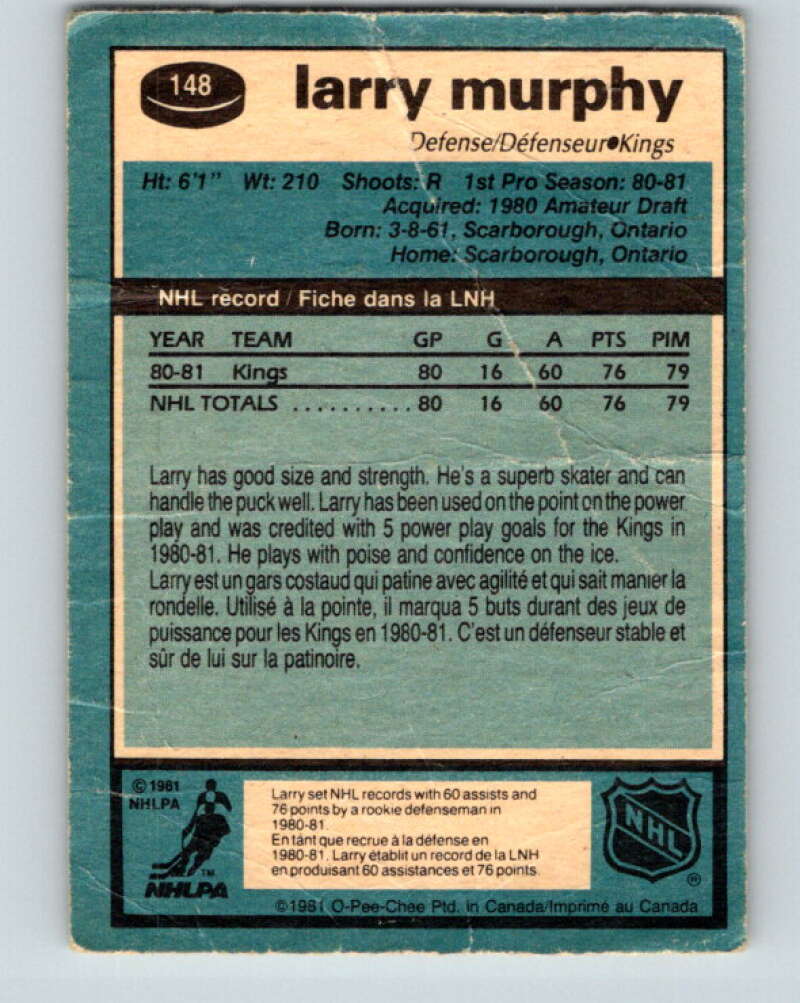 148
larry murphy
Defense/Défenseur●Kings
Ht: 6'1" Wt: 210 Shoots: R 1st Pro Season: 80-81
Acquired: 1980 Amateur Draft
Born: 3-8-61, Scarborough, Ontario
Home: Scarborough, Ontario
NHL record / Fiche dans la LNH
YEAR TEAM GP G A PTS PIM
80-81 Kings 80 16 60 76 79
NHL TOTALS .......... 80 16 60 76 79
Larry has good size and strength. He's a superb skater and can
handle the puck well. Larry has been used on the point on the power
play and was credited with 5 power play goals for the Kings in
1980-81. He plays with poise and confidence on the ice.
Larry est un gars costaud qui patine avec agilité et qui sait manier la
rondelle. Utilisé à la pointe, il marqua 5 buts durant des jeux de
puissance pour les Kings en 1980-81. C'est un défenseur stable et
sûr de lui sur la patinoire.
© 1981
NHLPA
TM
NHLPA
Larry set NHL records with 60 assists and
76 points by a rookie defenseman in
1980-81.
En tant que recrue à la défense en
1980-81. Larry établit un record de la LNH
en produisant 60 assistances et 76 points.
NHL
®
©1981 O-Pee-Chee Ptd. in Canada/Imprimé au Canada